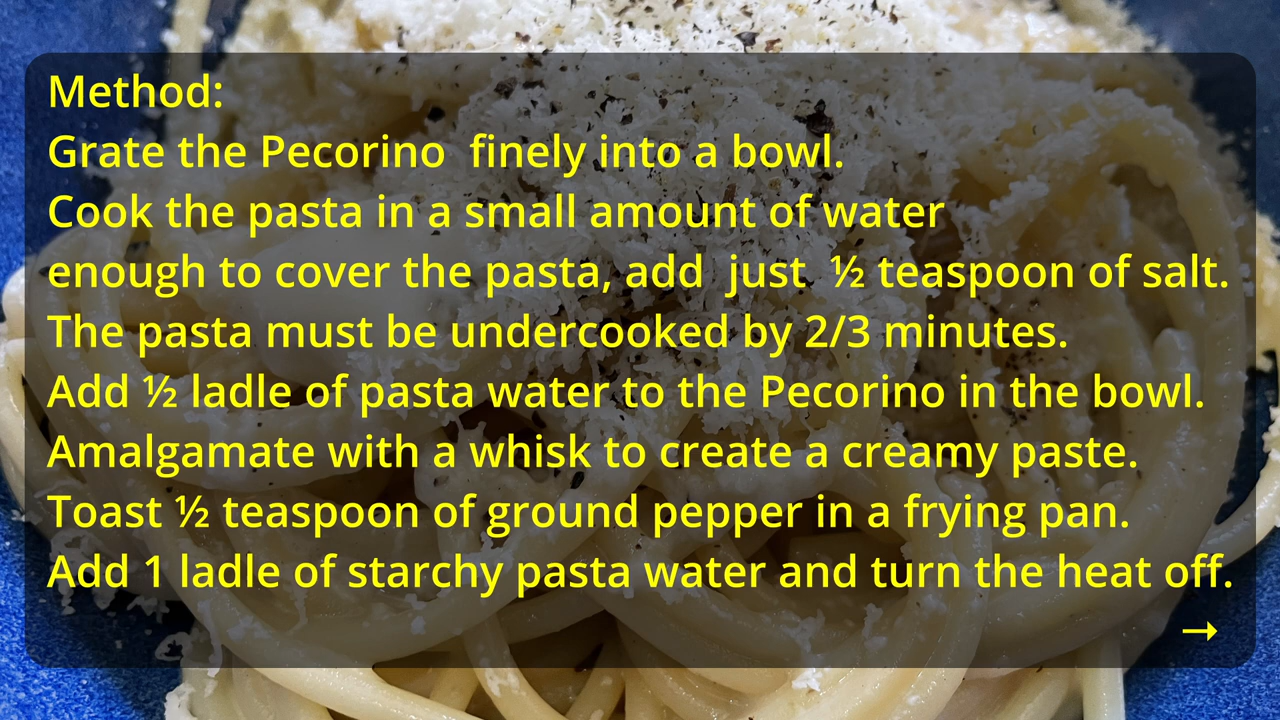 Method:
Grate the Pecorino  finely into a bowl.
Cook the pasta in a small amount of water
enough to cover the pasta, add  just  ½ teaspoon of salt.
The pasta must be undercooked by 2/3 minutes.
Add ½ ladle of pasta water to the Pecorino in the bowl.
Amalgamate with a whisk to create a creamy paste.
Toast ½ teaspoon of ground pepper in a frying pan.
Add 1 ladle of starchy pasta water and turn the heat off.
→